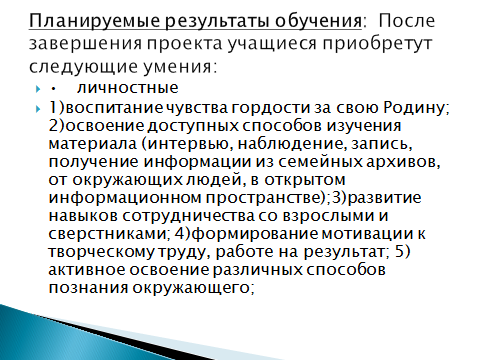 Планируемые результаты обучения:  После
завершения проекта учащиеся приобретут
следующие умения:
•   личностные
1)воспитание чувства гордости за свою Родину;
2)освоение доступных способов изучения
материала (интервью, наблюдение, запись,
получение информации из семейных архивов,
от окружающих людей, в открытом
информационном пространстве);3)развитие
навыков сотрудничества со взрослыми и
сверстниками; 4)формирование мотивации к
творческому труду, работе на результат; 5)
активное освоение различных способов
познания окружающего;